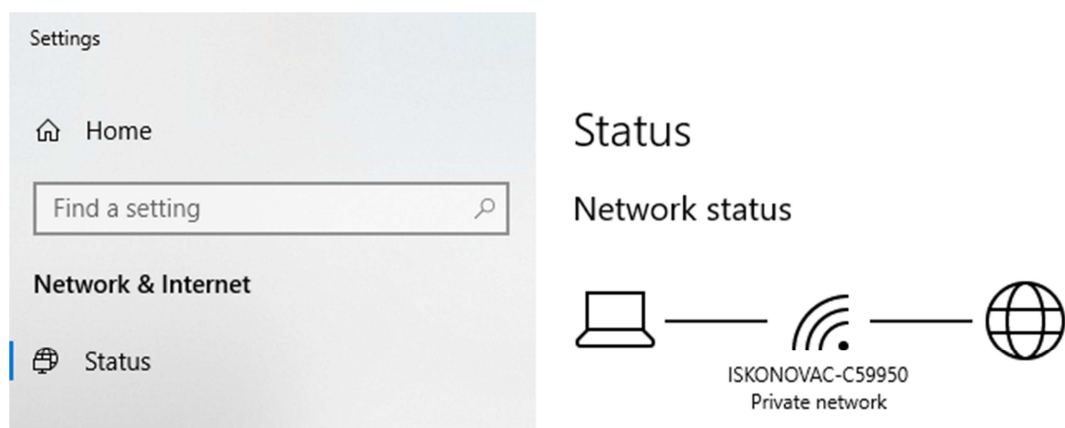 Settings
Home
Find a setting
Network & Internet
Status
Status
Network status
ISKONOVAC-C59950
Private network